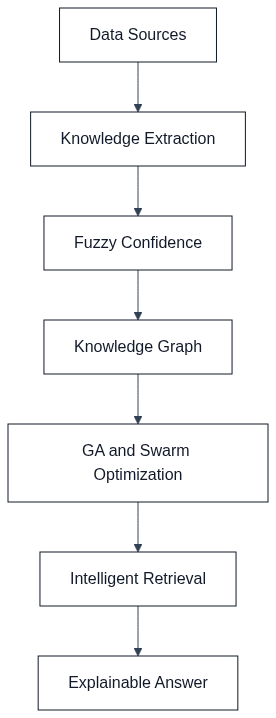 Data Sources
Knowledge Extraction
Fuzzy Confidence
Knowledge Graph
GA and Swarm
Optimization
Intelligent Retrieval
Explainable Answer